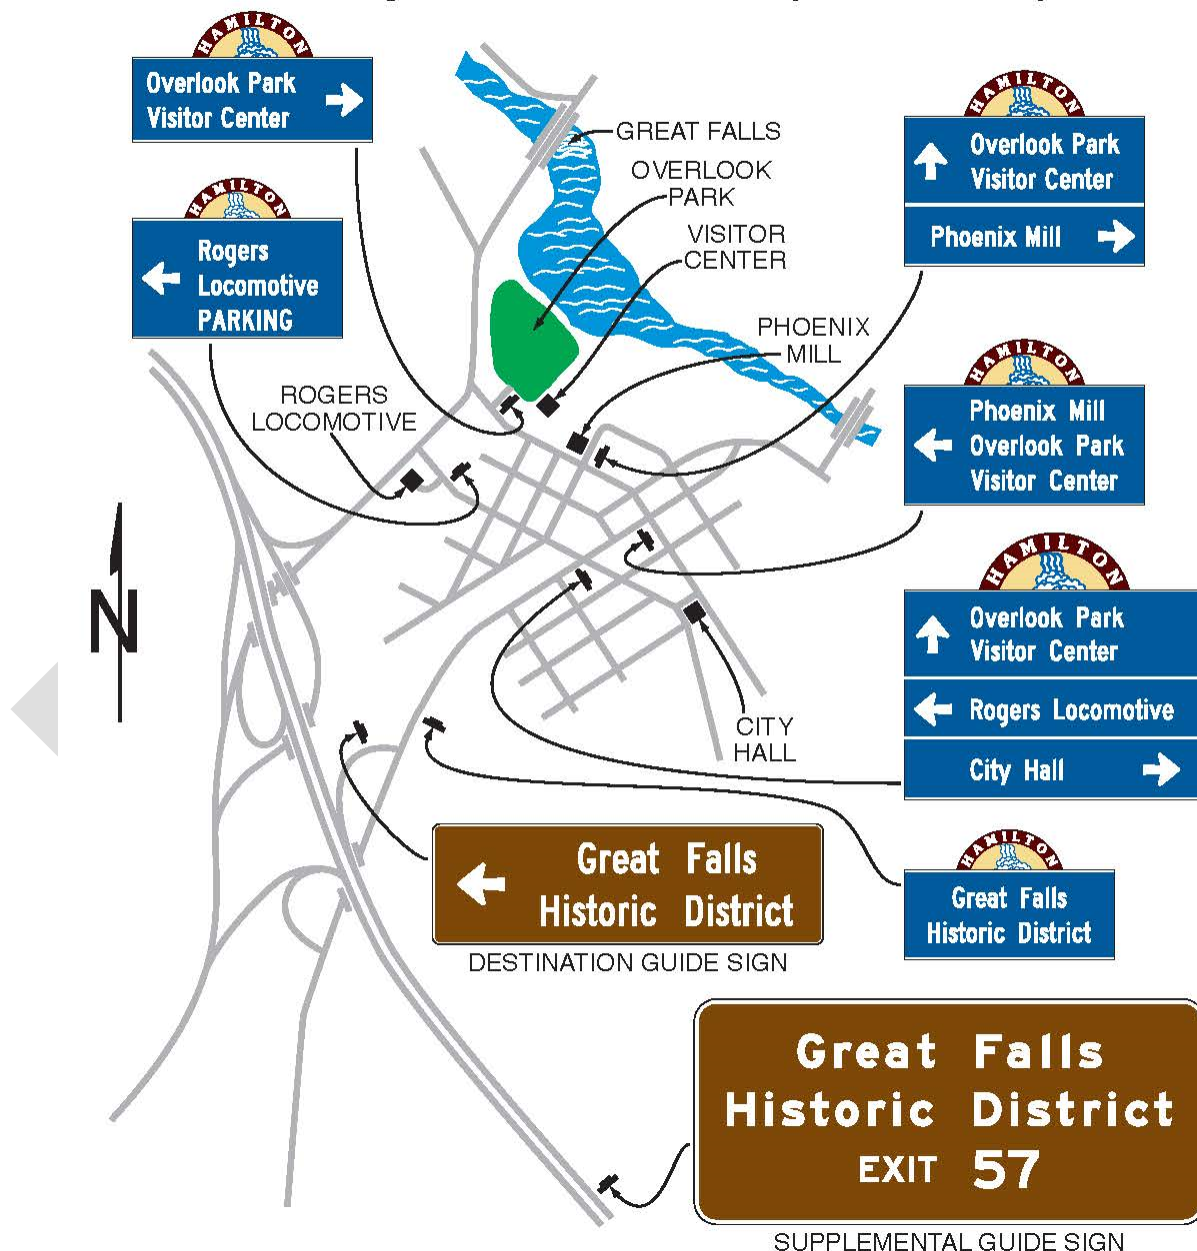 HAMILTON
Overlook Park
Visitor Center
HAMILTON
Rogers
Locomotive
PARKING
GREAT FALLS
OVERLOOK
PARK
VISITOR
CENTER
PHOENIX
MILL
ROGERS
LOCOMOTIVE
HAMILTON
Overlook Park
Visitor Center
Phoenix Mill
HAMILTON
Phoenix Mill
Overlook Park
Visitor Center
N
HAMILTON
Overlook Park
Visitor Center
Rogers Locomotive
City Hall
CITY
HALL
HAMILTON
Great Falls
Historic District
Great Falls
Historic District
DESTINATION GUIDE SIGN
Great Falls
Historic District
EXIT 57
SUPPLEMENTAL GUIDE SIGN